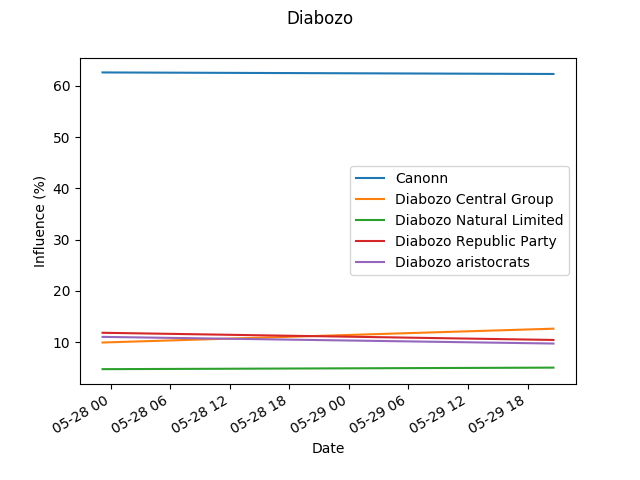 Diabozo
Influence (%)
60
50
40
30
20
10
Canonn
Diabozo Central Group
Diabozo Natural Limited
Diabozo Republic Party
Diabozo aristocrats
05-28 00
05-28 06
05-28 12
05-28 18
05-29 00
05-29 06
05-29 12
05-29 18
Date